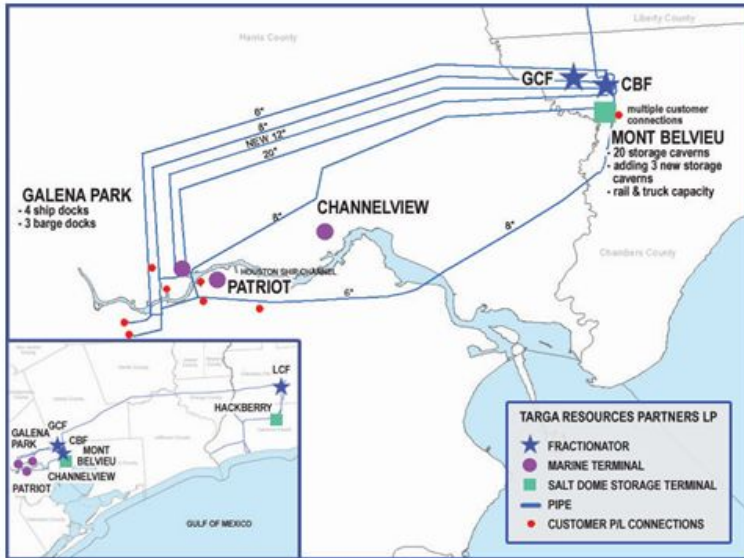 Liberty County
Harris County
GCF
CBF
multiple customer
connections
MONT BELVIEU
- 20 storage caverns
- adding 3 new storage
caverns
- rail & truck capacity
6"
8"
NEW 12"
20"
GALENA PARK
- 4 ship docks
- 3 barge docks
8"
CHANNELVIEW
8"
Chambers County
HOUSTON SHIP CHANNEL
PATRIOT
6"
LCF
HACKBERRY
GCF
GALENA
PARK
CBF
MONT
BELVIEU
CHANNELVIEW
PATRIOT
GULF OF MEXICO
TARGA RESOURCES PARTNERS LP
FRACTIONATOR
MARINE TERMINAL
SALT DOME STORAGE TERMINAL
PIPE
CUSTOMER P/L CONNECTIONS